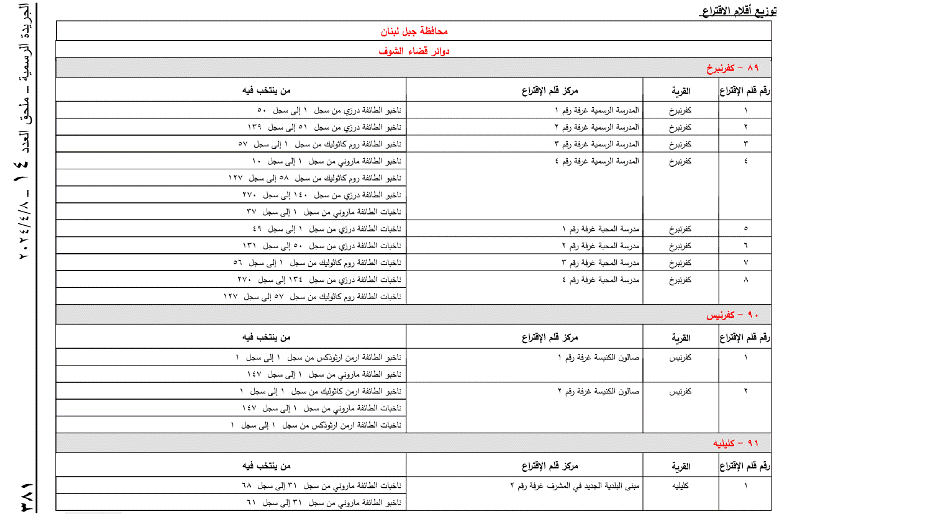 توزيع أقلام الإقتراع
محافظة جبل لبنان
دوائر قضاء الشوف
٨٩ - كفرنبرخ
رقم قلم الإقتراع القرية مركز قلم الإقتراع من ينتخب فيه
١ كفرنبرخ المدرسة الرسمية غرفة رقم ١ ناخبو الطائفة درزي من سجل ١ إلى سجل ٥٠
٢ كفرنبرخ المدرسة الرسمية غرفة رقم ٢ ناخبو الطائفة درزي من سجل ٥١ إلى سجل ١٣٩
٣ كفرنبرخ المدرسة الرسمية غرفة رقم ٣ ناخبو الطائفة روم كاثوليك من سجل ١ إلى سجل ٥٧
٤ كفرنبرخ المدرسة الرسمية غرفة رقم ٤ ناخبو الطائفة ماروني من سجل ١ إلى سجل ١٠
ناخبو الطائفة روم كاثوليك من سجل ٥٨ إلى سجل ١٢٧
ناخبو الطائفة درزي من سجل ١٤٠ إلى سجل ٢٧٠
ناخبات الطائفة ماروني من سجل ١ إلى سجل ٣٧
٥ كفرنبرخ مدرسة المحبة غرفة رقم ١ ناخبات الطائفة درزي من سجل ١ إلى سجل ٤٩
٦ كفرنبرخ مدرسة المحبة غرفة رقم ٢ ناخبات الطائفة درزي من سجل ٥٠ إلى سجل ١٣١
٧ كفرنبرخ مدرسة المحبة غرفة رقم ٣ ناخبات الطائفة روم كاثوليك من سجل ١ إلى سجل ٥٦
٨ كفرنبرخ مدرسة المحبة غرفة رقم ٤ ناخبات الطائفة درزي من سجل ١٣٤ إلى سجل ٢٧٠
ناخبات الطائفة روم كاثوليك من سجل ٥٧ إلى سجل ١٢٧
٩٠ - كفرنيس
رقم قلم الإقتراع القرية مركز قلم الإقتراع من ينتخب فيه
١ كفرنيس صالون الكنيسة غرفة رقم ١ ناخبو الطائفة ارمن ارثوذكس من سجل ١ إلى سجل ١
ناخبو الطائفة ماروني من سجل ١ إلى سجل ١٤٧
٢ كفرنيس صالون الكنيسة غرفة رقم ٢ ناخبو الطائفة ارمن كاثوليك من سجل ١ إلى سجل ١
ناخبات الطائفة ماروني من سجل ١ إلى سجل ١٤٧
ناخبات الطائفة ارمن ارثوذكس من سجل ١ إلى سجل ١
٩١ - كليليه
رقم قلم الإقتراع القرية مركز قلم الإقتراع من ينتخب فيه
١ كليليه مبنى البلدية الجديد في المشرف غرفة رقم ٢ ناخبات الطائفة ماروني من سجل ٣١ إلى سجل ٦٨
ناخبو الطائفة ماروني من سجل ٣١ إلى سجل ٦١
الجريدة الرسمية – ملحق العدد ١٤ – ٢٠٢٤/٤/٨
٣٨١